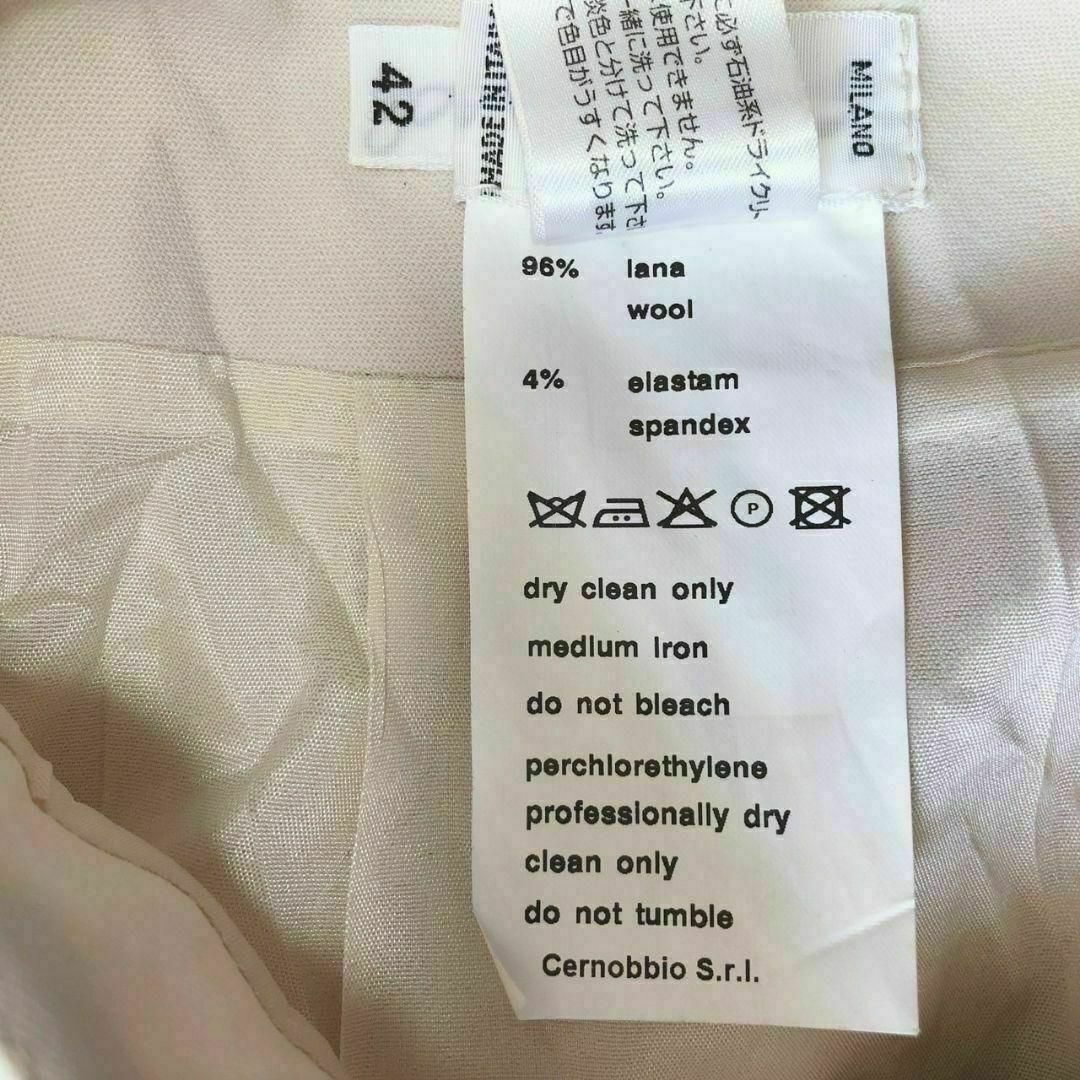 42
MADE IN ITALY
MILANO
に必ず石油系ドライクリ
下さい。
使用できません。
一緒に洗って下さい。
淡色と分けて洗って下さ
で色目がうすくなります
96% lana
wool
4% elastam
spandex
P
dry clean only
medium iron
do not bleach
perchlorethylene
professionally dry
clean only
do not tumble
Cernobbio S.r.l.